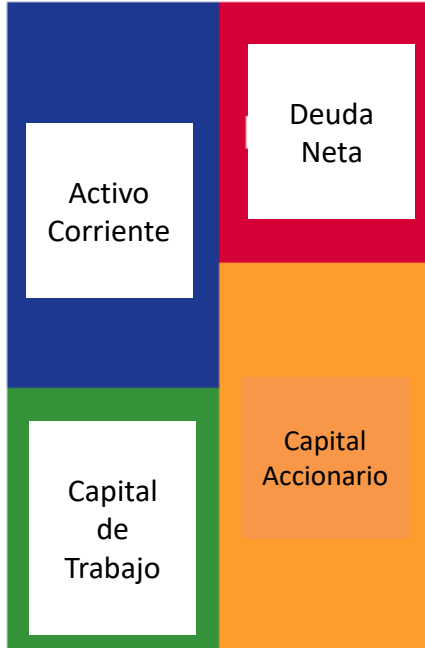 Activo
Corriente
Deuda
Neta
Capital
de
Trabajo
Capital
Accionario